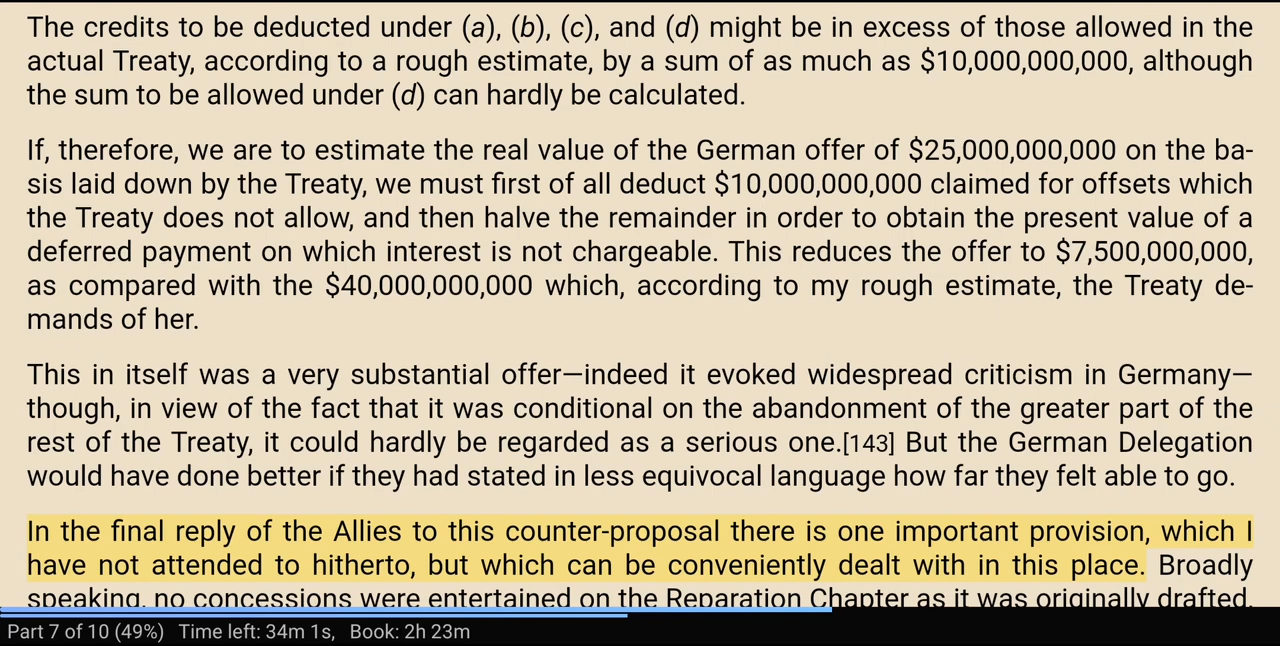 The credits to be deducted under (a), (b), (c), and (d) might be in excess of those allowed in the
actual Treaty, according to a rough estimate, by a sum of as much as $10,000,000,000, although
the sum to be allowed under (d) can hardly be calculated.
If, therefore, we are to estimate the real value of the German offer of $25,000,000,000 on the ba-
sis laid down by the Treaty, we must first of all deduct $10,000,000,000 claimed for offsets which
the Treaty does not allow, and then halve the remainder in order to obtain the present value of a
deferred payment on which interest is not chargeable. This reduces the offer to $7,500,000,000,
as compared with the $40,000,000,000 which, according to my rough estimate, the Treaty de-
mands of her.
This in itself was a very substantial offer—indeed it evoked widespread criticism in Germany—
though, in view of the fact that it was conditional on the abandonment of the greater part of the
rest of the Treaty, it could hardly be regarded as a serious one.[143] But the German Delegation
would have done better if they had stated in less equivocal language how far they felt able to go.
In the final reply of the Allies to this counter-proposal there is one important provision, which I
have not attended to hitherto, but which can be conveniently dealt with in this place. Broadly
speaking, no concessions were entertained on the Reparation Chapter as it was originally drafted.
Part 7 of 10 (49%) Time left: 34m 1s, Book: 2h 23m